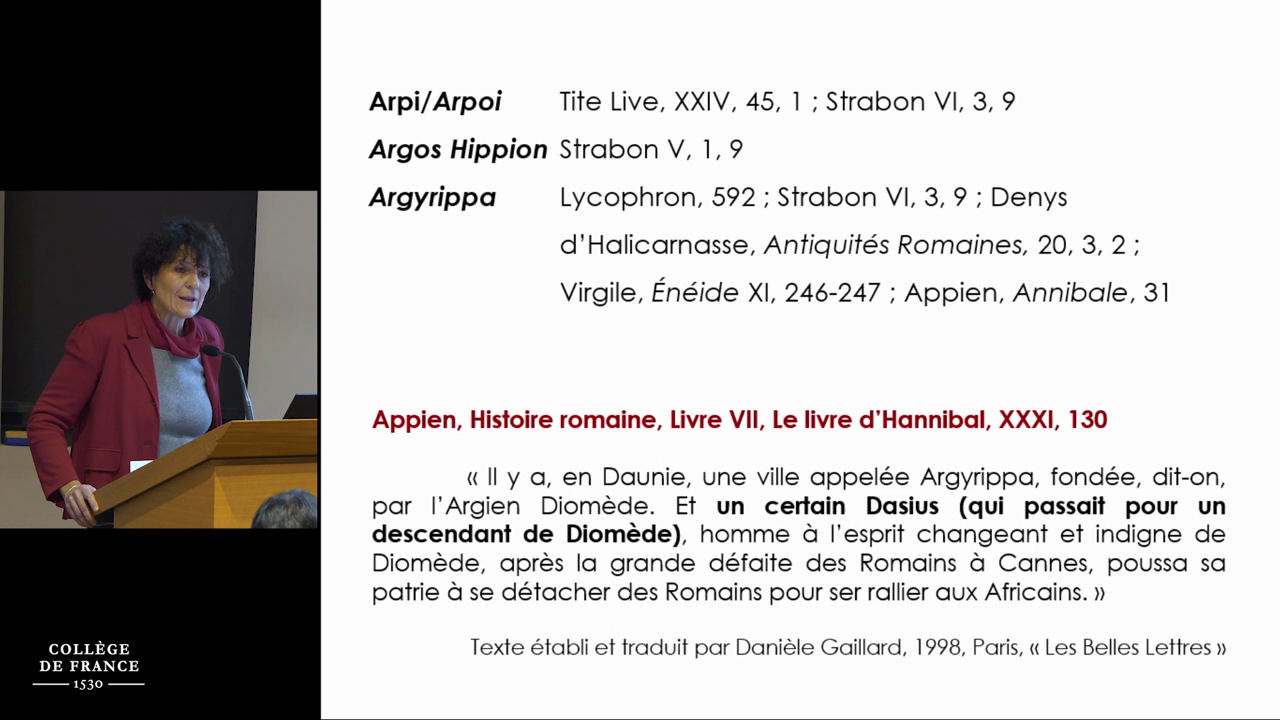 Arpi/Arpoi Tite Live, XXIV, 45, 1 ; Strabon VI, 3, 9
Argos Hippion Strabon V, 1, 9
Argyrippa Lycophron, 592 ; Strabon VI, 3, 9 ; Denys
d’Halicarnasse, Antiquités Romaines, 20, 3, 2 ;
Virgile, Énéide XI, 246-247 ; Appien, Annibale, 31
Appien, Histoire romaine, Livre VII, Le livre d’Hannibal, XXXI, 130
« Il y a, en Daunie, une ville appelée Argyrippa, fondée, dit-on,
par l’Argien Diomède. Et un certain Dasius (qui passait pour un
descendant de Diomède), homme à l’esprit changeant et indigne de
Diomède, après la grande défaite des Romains à Cannes, poussa sa
patrie à se détacher des Romains pour ser rallier aux Africains. »
Texte établi et traduit par Danièle Gaillard, 1998, Paris, « Les Belles Lettres »
COLLÈGE
DE FRANCE
1530